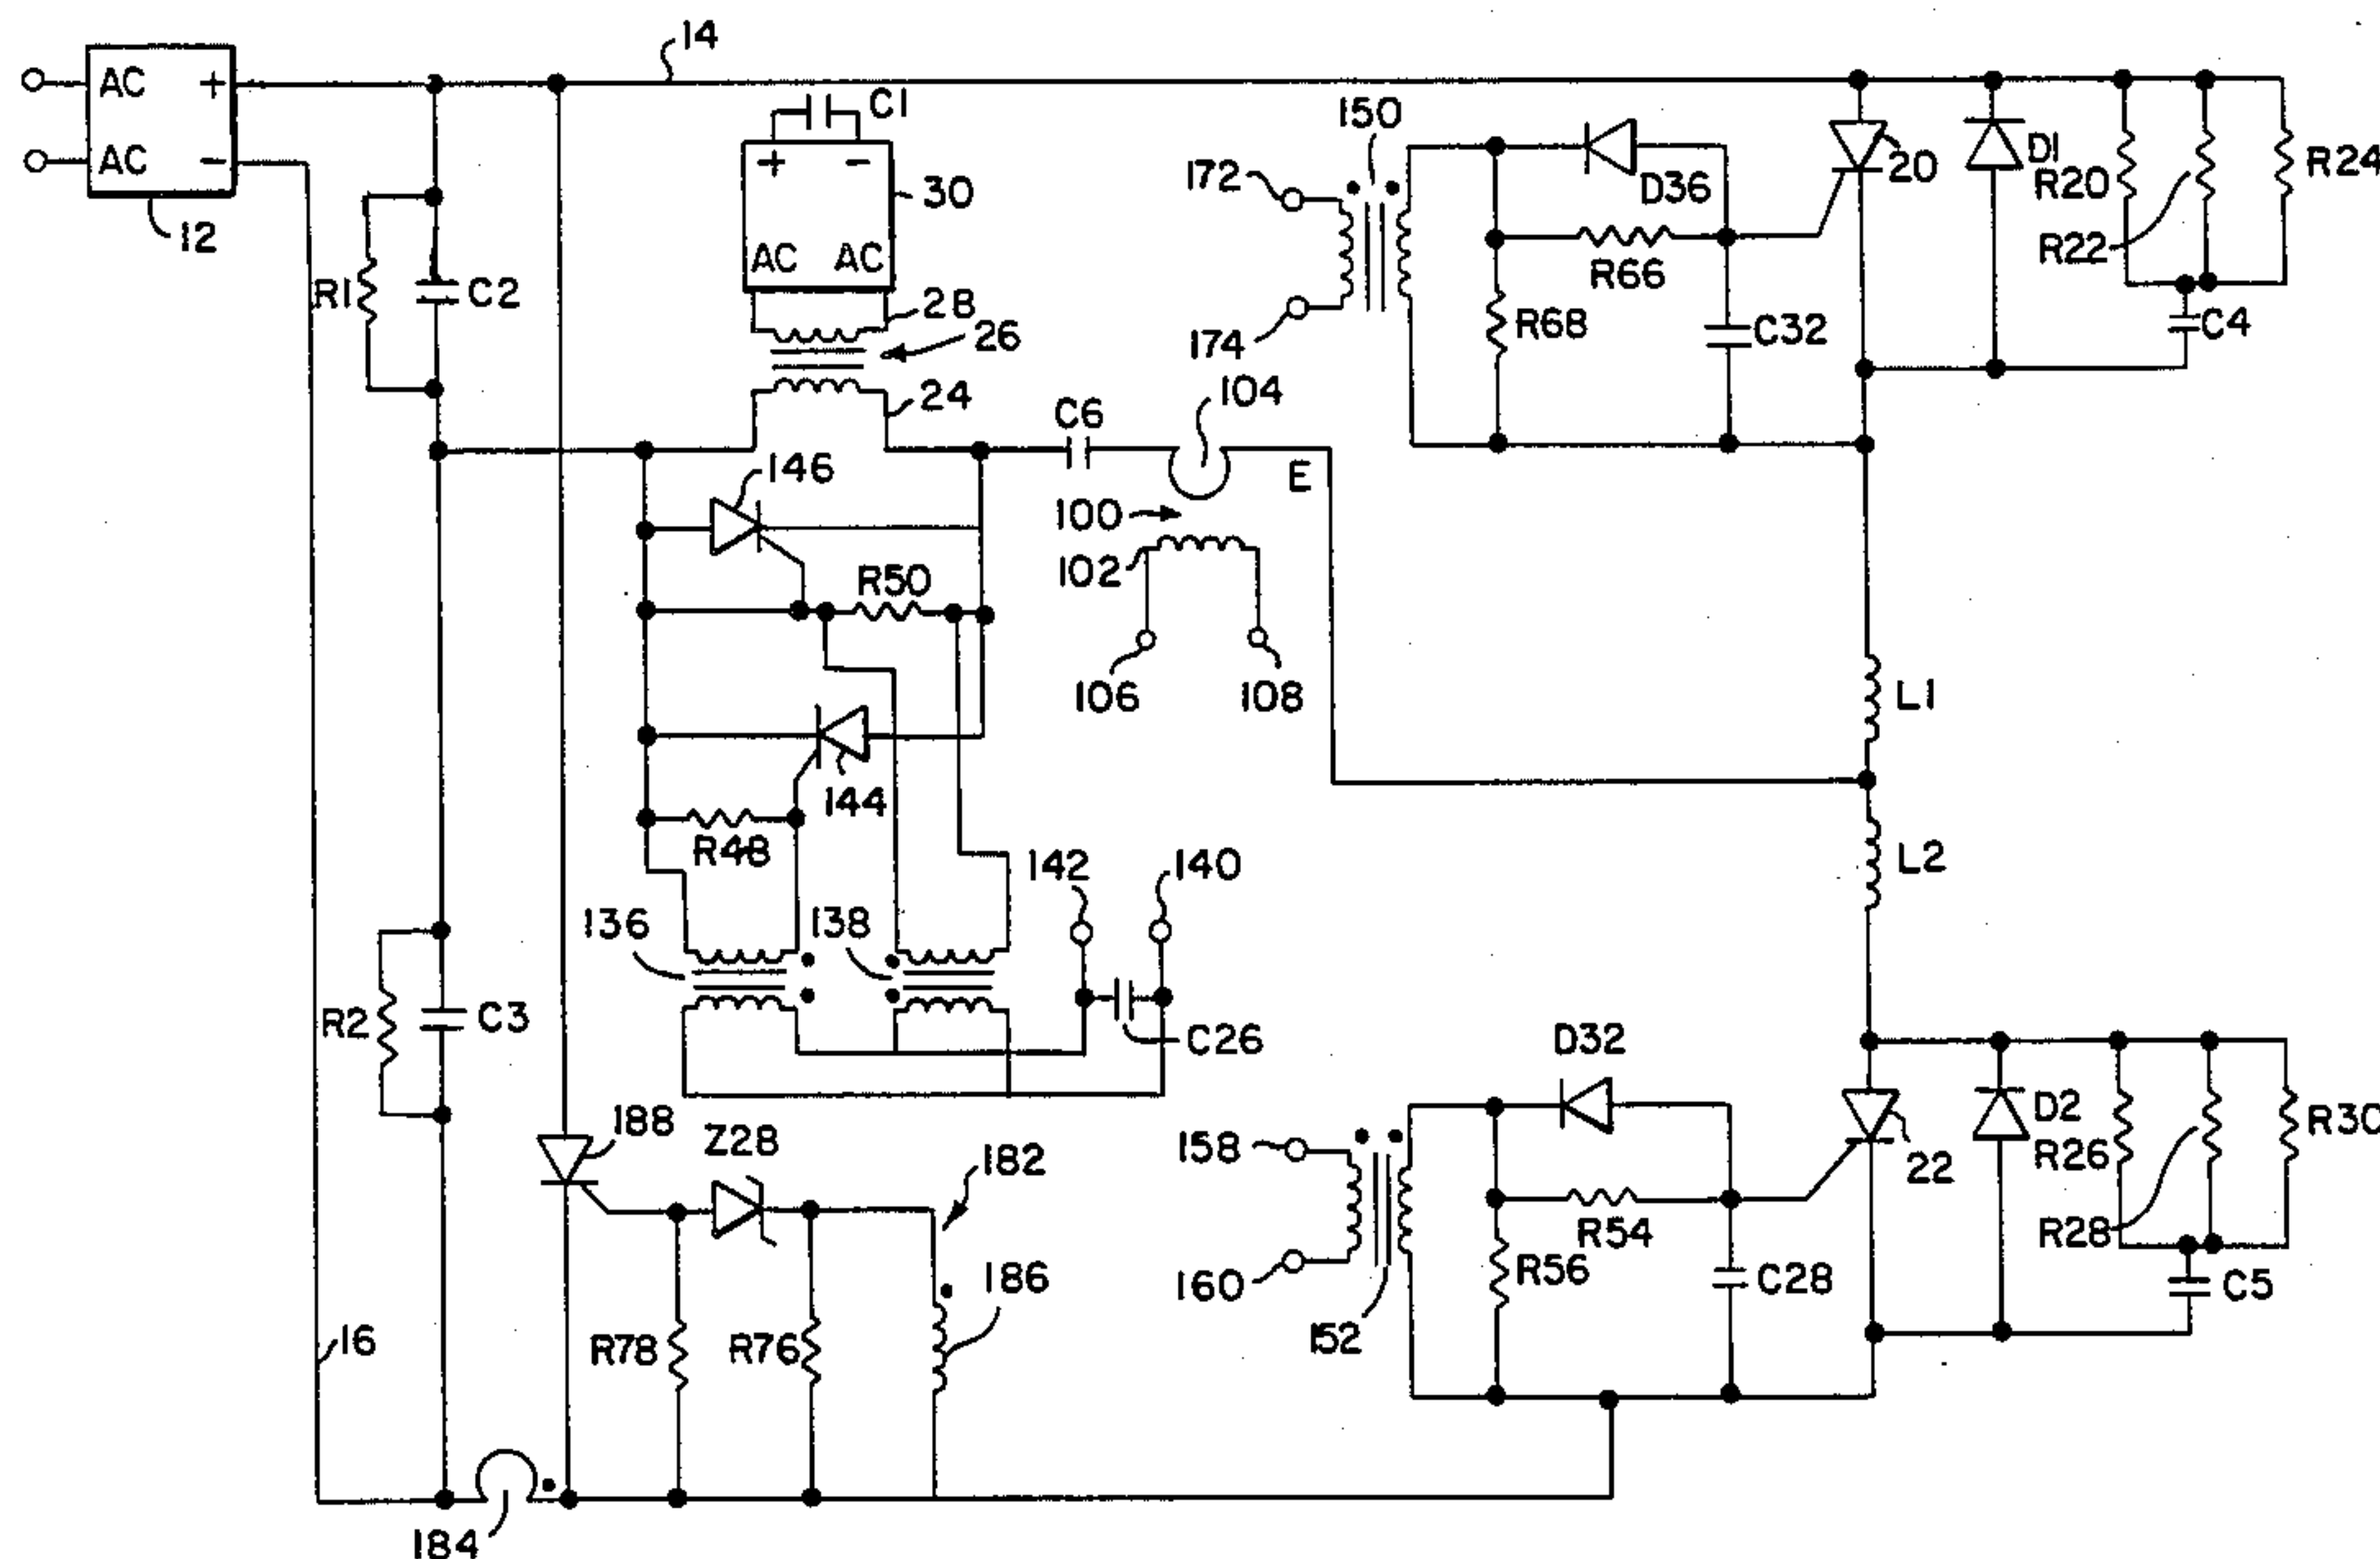 14
AC +
C1
150
AC -
+ -
172
D36
20
D1
R20
R24
12
30
R22
R1
C2
AC AC
R66
28
R68
C32
C4
26
174
104
24
C6
146
E
100
102
R50
106
108
L1
144
R48
142
140
L2
136
138
R2
C3
C26
D32
188
Z28
182
158
D2
R26
R30
22
R54
R28
R56
C28
C5
186
160
16
R78
R76
152
184